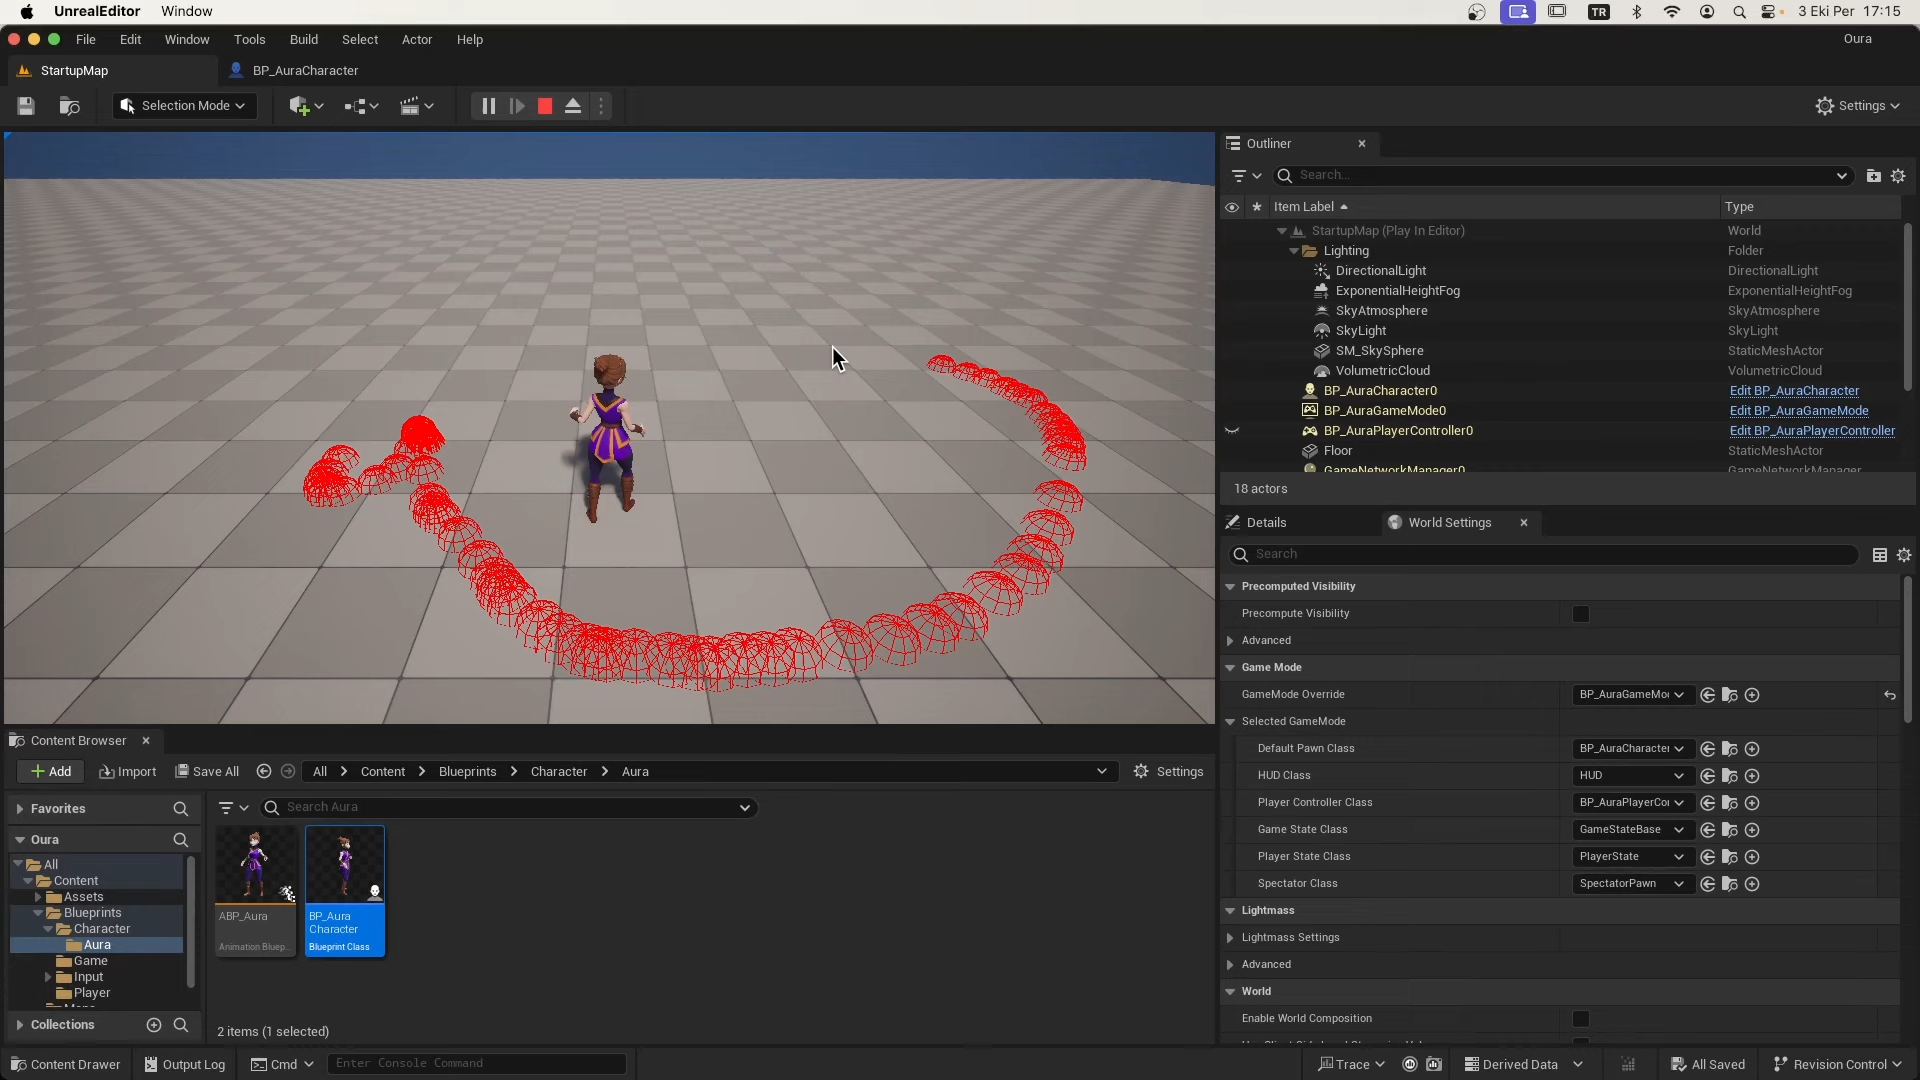 UnrealEditor Window
TR 3 Eki Per 17:15
File Edit Window Tools Build Select Actor Help
Oura
StartupMap
BP_AuraCharacter
Selection Mode
Settings
Outliner
Search...
Item Label Type
StartupMap (Play In Editor) World
Lighting Folder
DirectionalLight DirectionalLight
ExponentialHeightFog ExponentialHeightFog
SkyAtmosphere SkyAtmosphere
SkyLight SkyLight
SM_SkySphere StaticMeshActor
VolumetricCloud VolumetricCloud
BP_AuraCharacter0 Edit BP_AuraCharacter
BP_AuraGameMode0 Edit BP_AuraGameMode
BP_AuraPlayerController0 Edit BP_AuraPlayerController
Floor StaticMeshActor
GameNetworkManager0 GameNetworkManager
18 actors
Details World Settings
Search
Precomputed Visibility
Precompute Visibility
Advanced
Game Mode
GameMode Override BP_AuraGameMo
Selected GameMode
Default Pawn Class BP_AuraCharacter
HUD Class HUD
Player Controller Class BP_AuraPlayerCo
Game State Class GameStateBase
Player State Class PlayerState
Spectator Class SpectatorPawn
Lightmass
Lightmass Settings
Advanced
World
Enable World Composition
Content Browser
Add Import Save All All Content Blueprints Character Aura Settings
Favorites
Search Aura
Oura
All
Content
Assets
Blueprints
Character
Aura
Game
Input
Player
Collections
ABP_Aura
Animation Bluep...
BP_Aura
Character
Blueprint Class
2 items (1 selected)
Content Drawer Output Log Cmd Enter Console Command
Trace Derived Data All Saved Revision Control